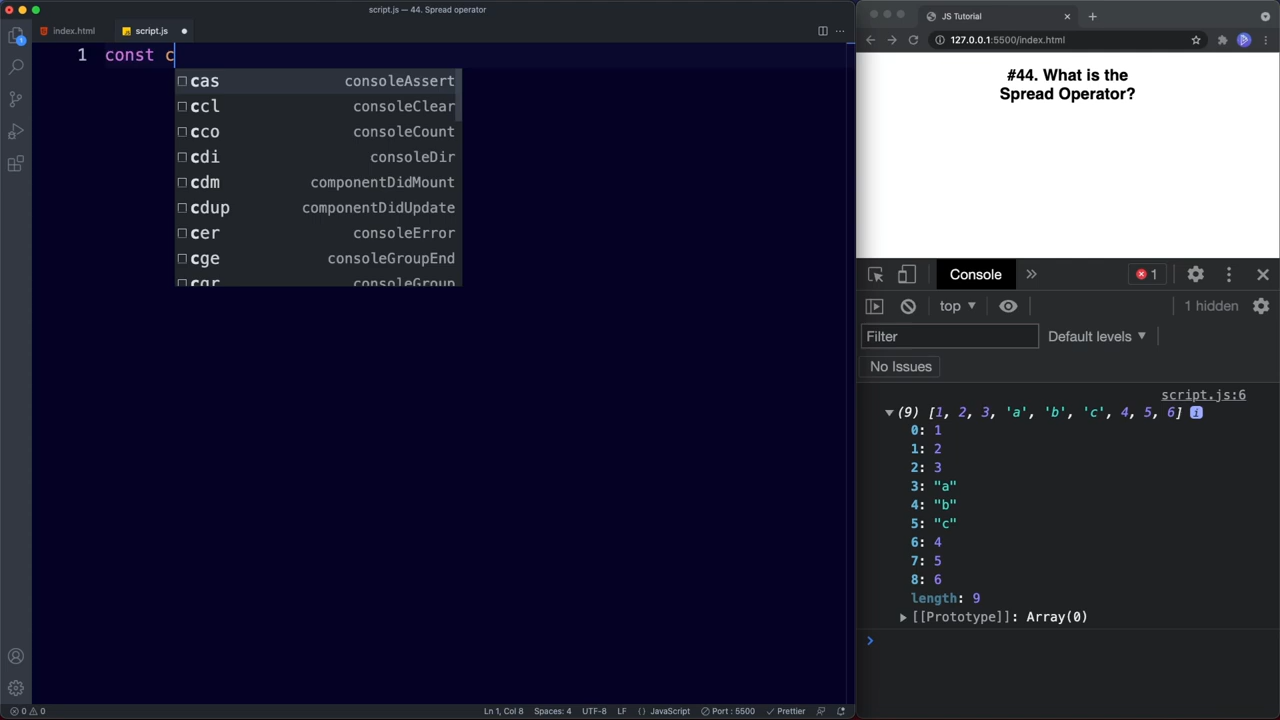 script.js — 44. Spread operator
index.html
script.js
1
1 const c
cas consoleAssert
ccl consoleClear
cco consoleCount
cdi consoleDir
cdm componentDidMount
cdup componentDidUpdate
cer consoleError
cge consoleGroupEnd
cgr consoleGroup
0 0
Ln 1, Col 8 Spaces: 4 UTF-8 LF {} JavaScript Port : 5500 Prettier
JS Tutorial
127.0.0.1:5500/index.html
#44. What is the
Spread Operator?
Console » 1
top 1 hidden
Filter Default levels
No Issues
script.js:6
(9) [1, 2, 3, 'a', 'b', 'c', 4, 5, 6] i
0: 1
1: 2
2: 3
3: "a"
4: "b"
5: "c"
6: 4
7: 5
8: 6
length: 9
[[Prototype]]: Array(0)
>